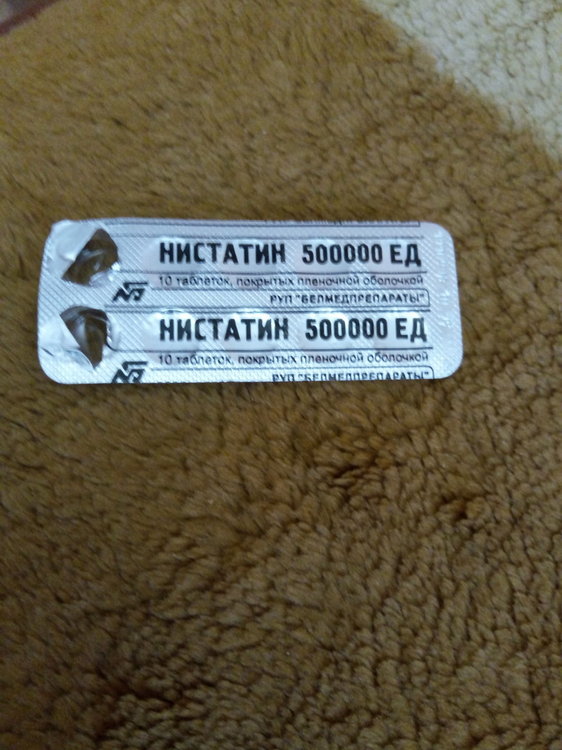 НИСТАТИН 500000 ЕД
10 таблеток, покрытых пленочной оболочкой
РУП "БЕЛМЕДПРЕПАРАТЫ"
НИСТАТИН 500000 ЕД
10 таблеток, покрытых пленочной оболочкой
РУП "БЕЛМЕДПРЕПАРАТЫ"